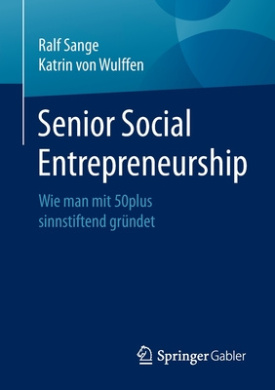 Ralf Sange
Katrin von Wulffen
Senior Social
Entrepreneurship
Wie man mit 50plus
sinnstiftend gründet
Springer Gabler